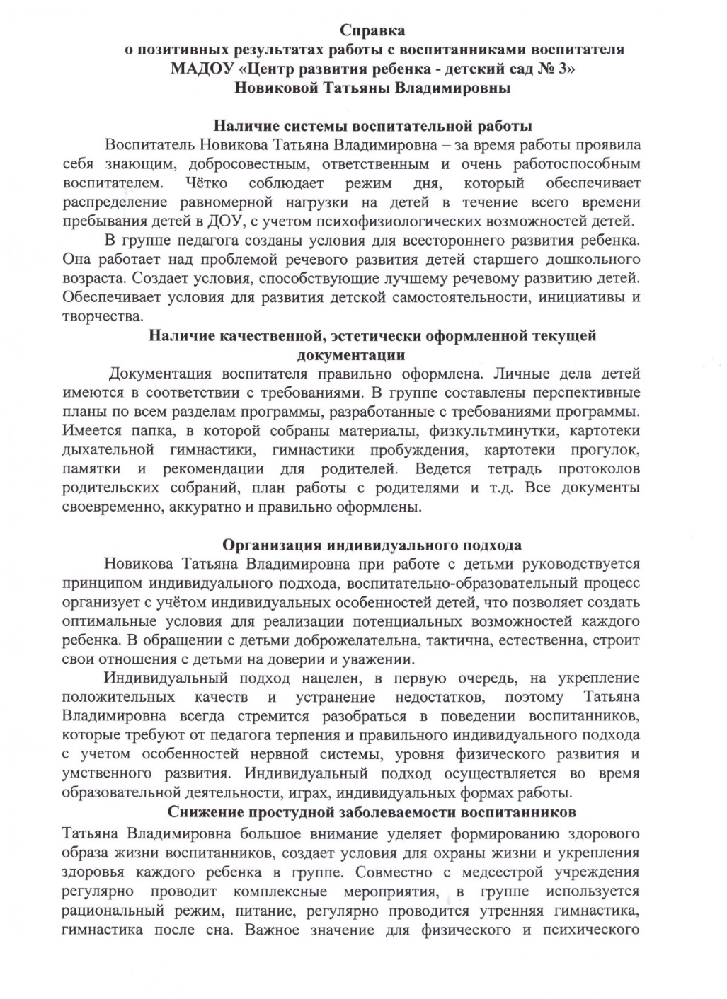 Справка
о позитивных результатах работы с воспитанниками воспитателя
МАДОУ «Центр развития ребенка - детский сад № 3»
Новиковой Татьяны Владимировны
Наличие системы воспитательной работы
Воспитатель Новикова Татьяна Владимировна – за время работы проявила
себя знающим, добросовестным, ответственным и очень работоспособным
воспитателем. Чётко соблюдает режим дня, который обеспечивает
распределение равномерной нагрузки на детей в течение всего времени
пребывания детей в ДОУ, с учетом психофизиологических возможностей детей.
В группе педагога созданы условия для всестороннего развития ребенка.
Она работает над проблемой речевого развития детей старшего дошкольного
возраста. Создает условия, способствующие лучшему речевому развитию детей.
Обеспечивает условия для развития детской самостоятельности, инициативы и
творчества.
Наличие качественной, эстетически оформленной текущей
документации
Документация воспитателя правильно оформлена. Личные дела детей
имеются в соответствии с требованиями. В группе составлены перспективные
планы по всем разделам программы, разработанные с требованиями программы.
Имеется папка, в которой собраны материалы, физкультминутки, картотеки
дыхательной гимнастики, гимнастики пробуждения, картотеки прогулок,
памятки и рекомендации для родителей. Ведется тетрадь протоколов
родительских собраний, план работы с родителями и т.д. Все документы
своевременно, аккуратно и правильно оформлены.
Организация индивидуального подхода
Новикова Татьяна Владимировна при работе с детьми руководствуется
принципом индивидуального подхода, воспитательно-образовательный процесс
организует с учётом индивидуальных особенностей детей, что позволяет создать
оптимальные условия для реализации потенциальных возможностей каждого
ребенка. В обращении с детьми доброжелательна, тактична, естественна, строит
свои отношения с детьми на доверии и уважении.
Индивидуальный подход нацелен, в первую очередь, на укрепление
положительных качеств и устранение недостатков, поэтому Татьяна
Владимировна всегда стремится разобраться в поведении воспитанников,
которые требуют от педагога терпения и правильного индивидуального подхода
с учетом особенностей нервной системы, уровня физического развития и
умственного развития. Индивидуальный подход осуществляется во время
образовательной деятельности, играх, индивидуальных формах работы.
Снижение простудной заболеваемости воспитанников
Татьяна Владимировна большое внимание уделяет формированию здорового
образа жизни воспитанников, создает условия для охраны жизни и укрепления
здоровья каждого ребенка в группе. Совместно с медсестрой учреждения
регулярно проводит комплексные мероприятия, в группе используется
рациональный режим, питание, регулярно проводится утренняя гимнастика,
гимнастика после сна. Важное значение для физического и психического